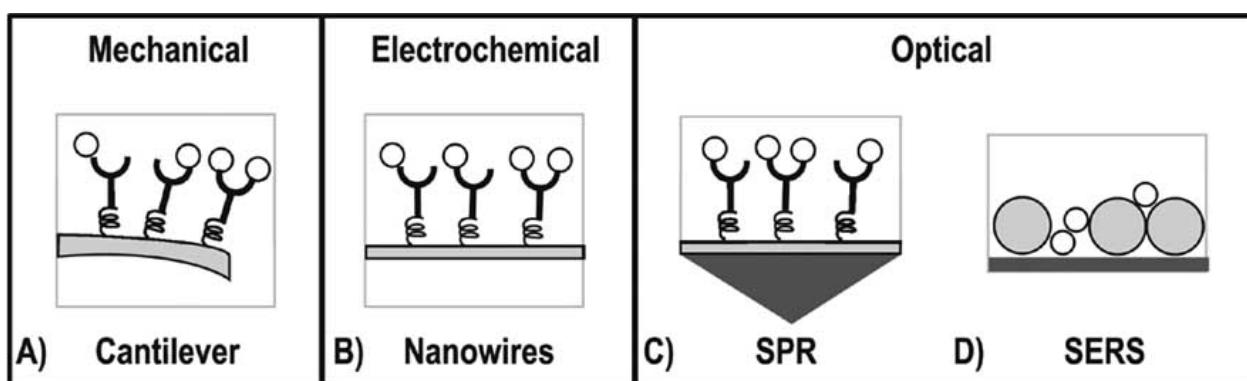 Mechanical
Electrochemical
Optical
A) Cantilever
B) Nanowires
C) SPR
D) SERS